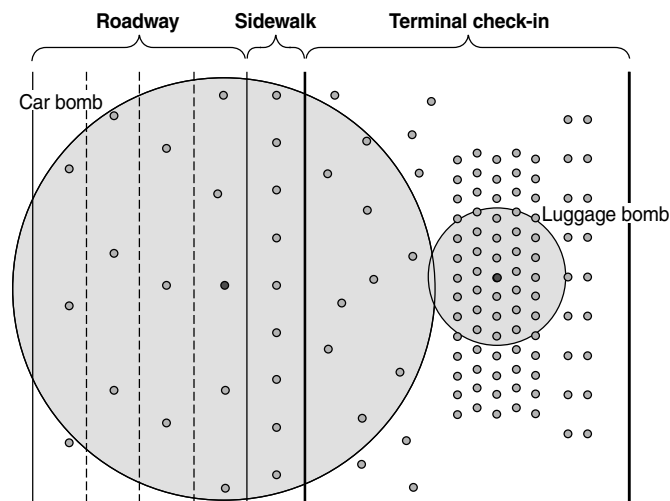 Roadway
Sidewalk
Terminal check-in
Car bomb
Luggage bomb